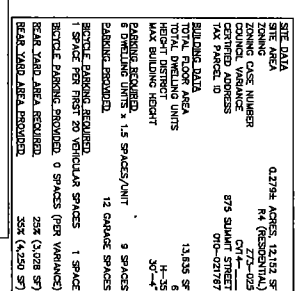 SITE DATA
SITE AREA 0.279± ACRES, 12,152 SF
ZONING R4 (RESIDENTIAL)
ZONING CASE NUMBER Z73-025
COUNCIL VARIANCE CV14-___
CERTIFIED ADDRESS 875 SUMMIT STREET
TAX PARCEL ID 010-021767
BUILDING DATA
TOTAL FLOOR AREA 13,835 SF
TOTAL DWELLING UNITS 6
HEIGHT DISTRICT H-35
MAX BUILDING HEIGHT 30'-4"
PARKING REQUIRED
6 DWELLING UNITS x 1.5 SPACES/UNIT 9 SPACES
PARKING PROVIDED 12 GARAGE SPACES
BICYCLE PARKING REQUIRED
1 SPACE PER FIRST 20 VEHICULAR SPACES 1 SPACE
BICYCLE PARKING PROVIDED 0 SPACES (PER VARIANCE)
REAR YARD AREA REQUIRED 25% (3,028 SF)
REAR YARD AREA PROVIDED 35% (4,250 SF)